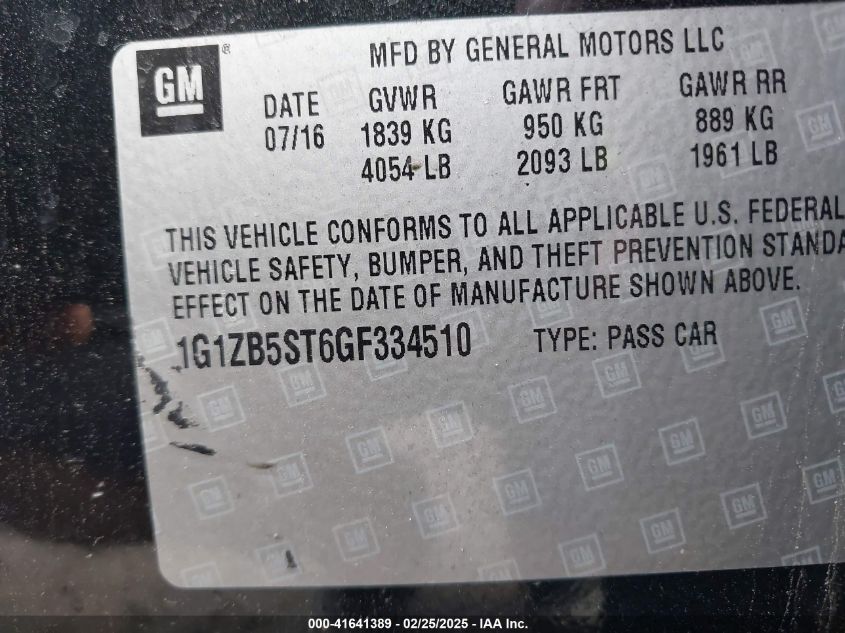 GM ®
MFD BY GENERAL MOTORS LLC
DATE GVWR GAWR FRT GAWR RR
07/16 1839 KG 950 KG 889 KG
4054 LB 2093 LB 1961 LB
THIS VEHICLE CONFORMS TO ALL APPLICABLE U.S. FEDERAL
VEHICLE SAFETY, BUMPER, AND THEFT PREVENTION STANDA
EFFECT ON THE DATE OF MANUFACTURE SHOWN ABOVE.
1G1ZB5ST6GF334510 TYPE: PASS CAR
000-41641389 / 02/25/2025 - IAA Inc.